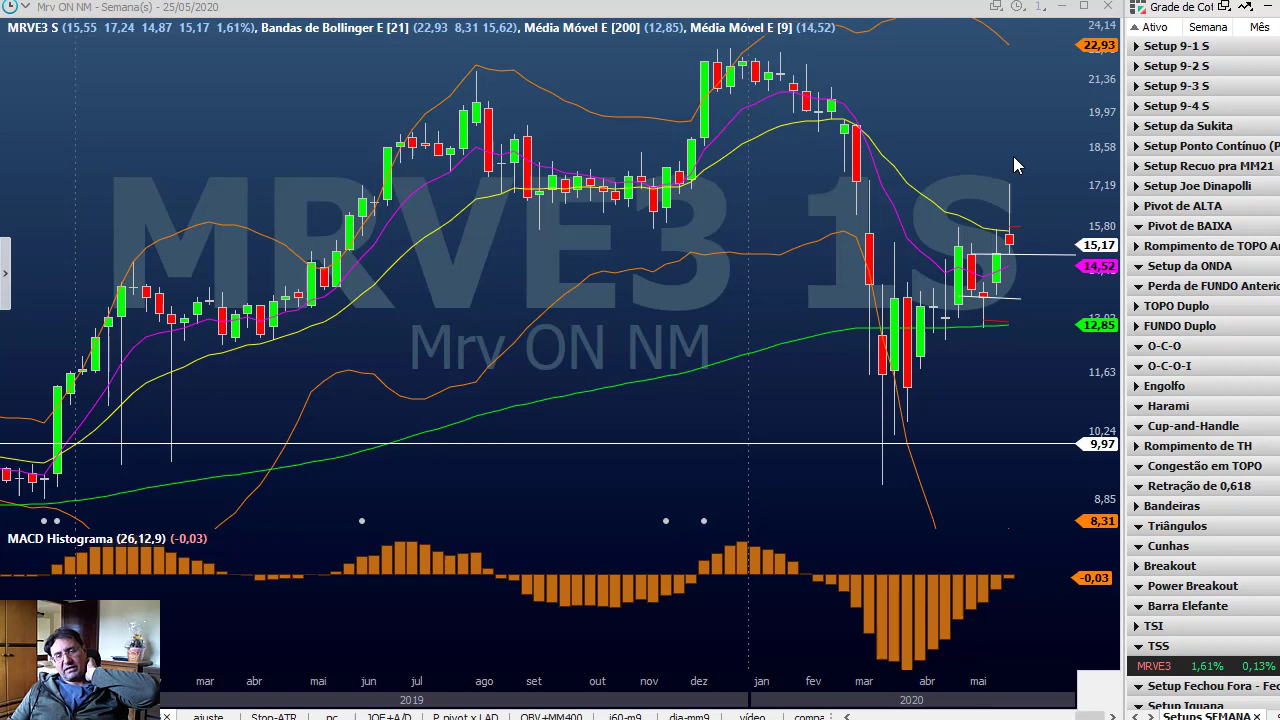 Mrv ON NM - Semana(s) - 25/05/2020
MRVE3 S (15,55 17,24 14,87 15,17 1,61%), Bandas de Bollinger E [21] (22,93 8,31 15,62), Média Móvel E [200] (12,85), Média Móvel E [9] (14,52)
MRVE3 1S
Mrv ON NM
24,14
22,93
21,36
19,97
18,58
17,19
15,80
15,17
14,52
12,85
11,63
10,24
9,97
8,85
8,31
MACD Histograma (26,12,9) (-0,03)
-0,03
mar abr mai jun jul ago set out nov dez jan fev mar abr mai
2019 2020
ajuste Stop-ATR pc JOE+A/D P pivot x LAD OBV+MM400 i60-m9 dia-mm9 vídeo compa
Grade de Cot
Ativo Semana Mês
Setup 9-1 S
Setup 9-2 S
Setup 9-3 S
Setup 9-4 S
Setup da Sukita
Setup Ponto Contínuo (P
Setup Recuo pra MM21
Setup Joe Dinapolli
Pivot de ALTA
Pivot de BAIXA
Rompimento de TOPO A
Setup da ONDA
Perda de FUNDO Anterio
TOPO Duplo
FUNDO Duplo
O-C-O
O-C-O-I
Engolfo
Harami
Cup-and-Handle
Rompimento de TH
Congestão em TOPO
Retração de 0,618
Bandeiras
Triângulos
Cunhas
Breakout
Power Breakout
Barra Elefante
TSI
TSS
MRVE3 1,61% 0,13%
Setup Fechou Fora - Fec
Setup Iguana
Setups SEMANA